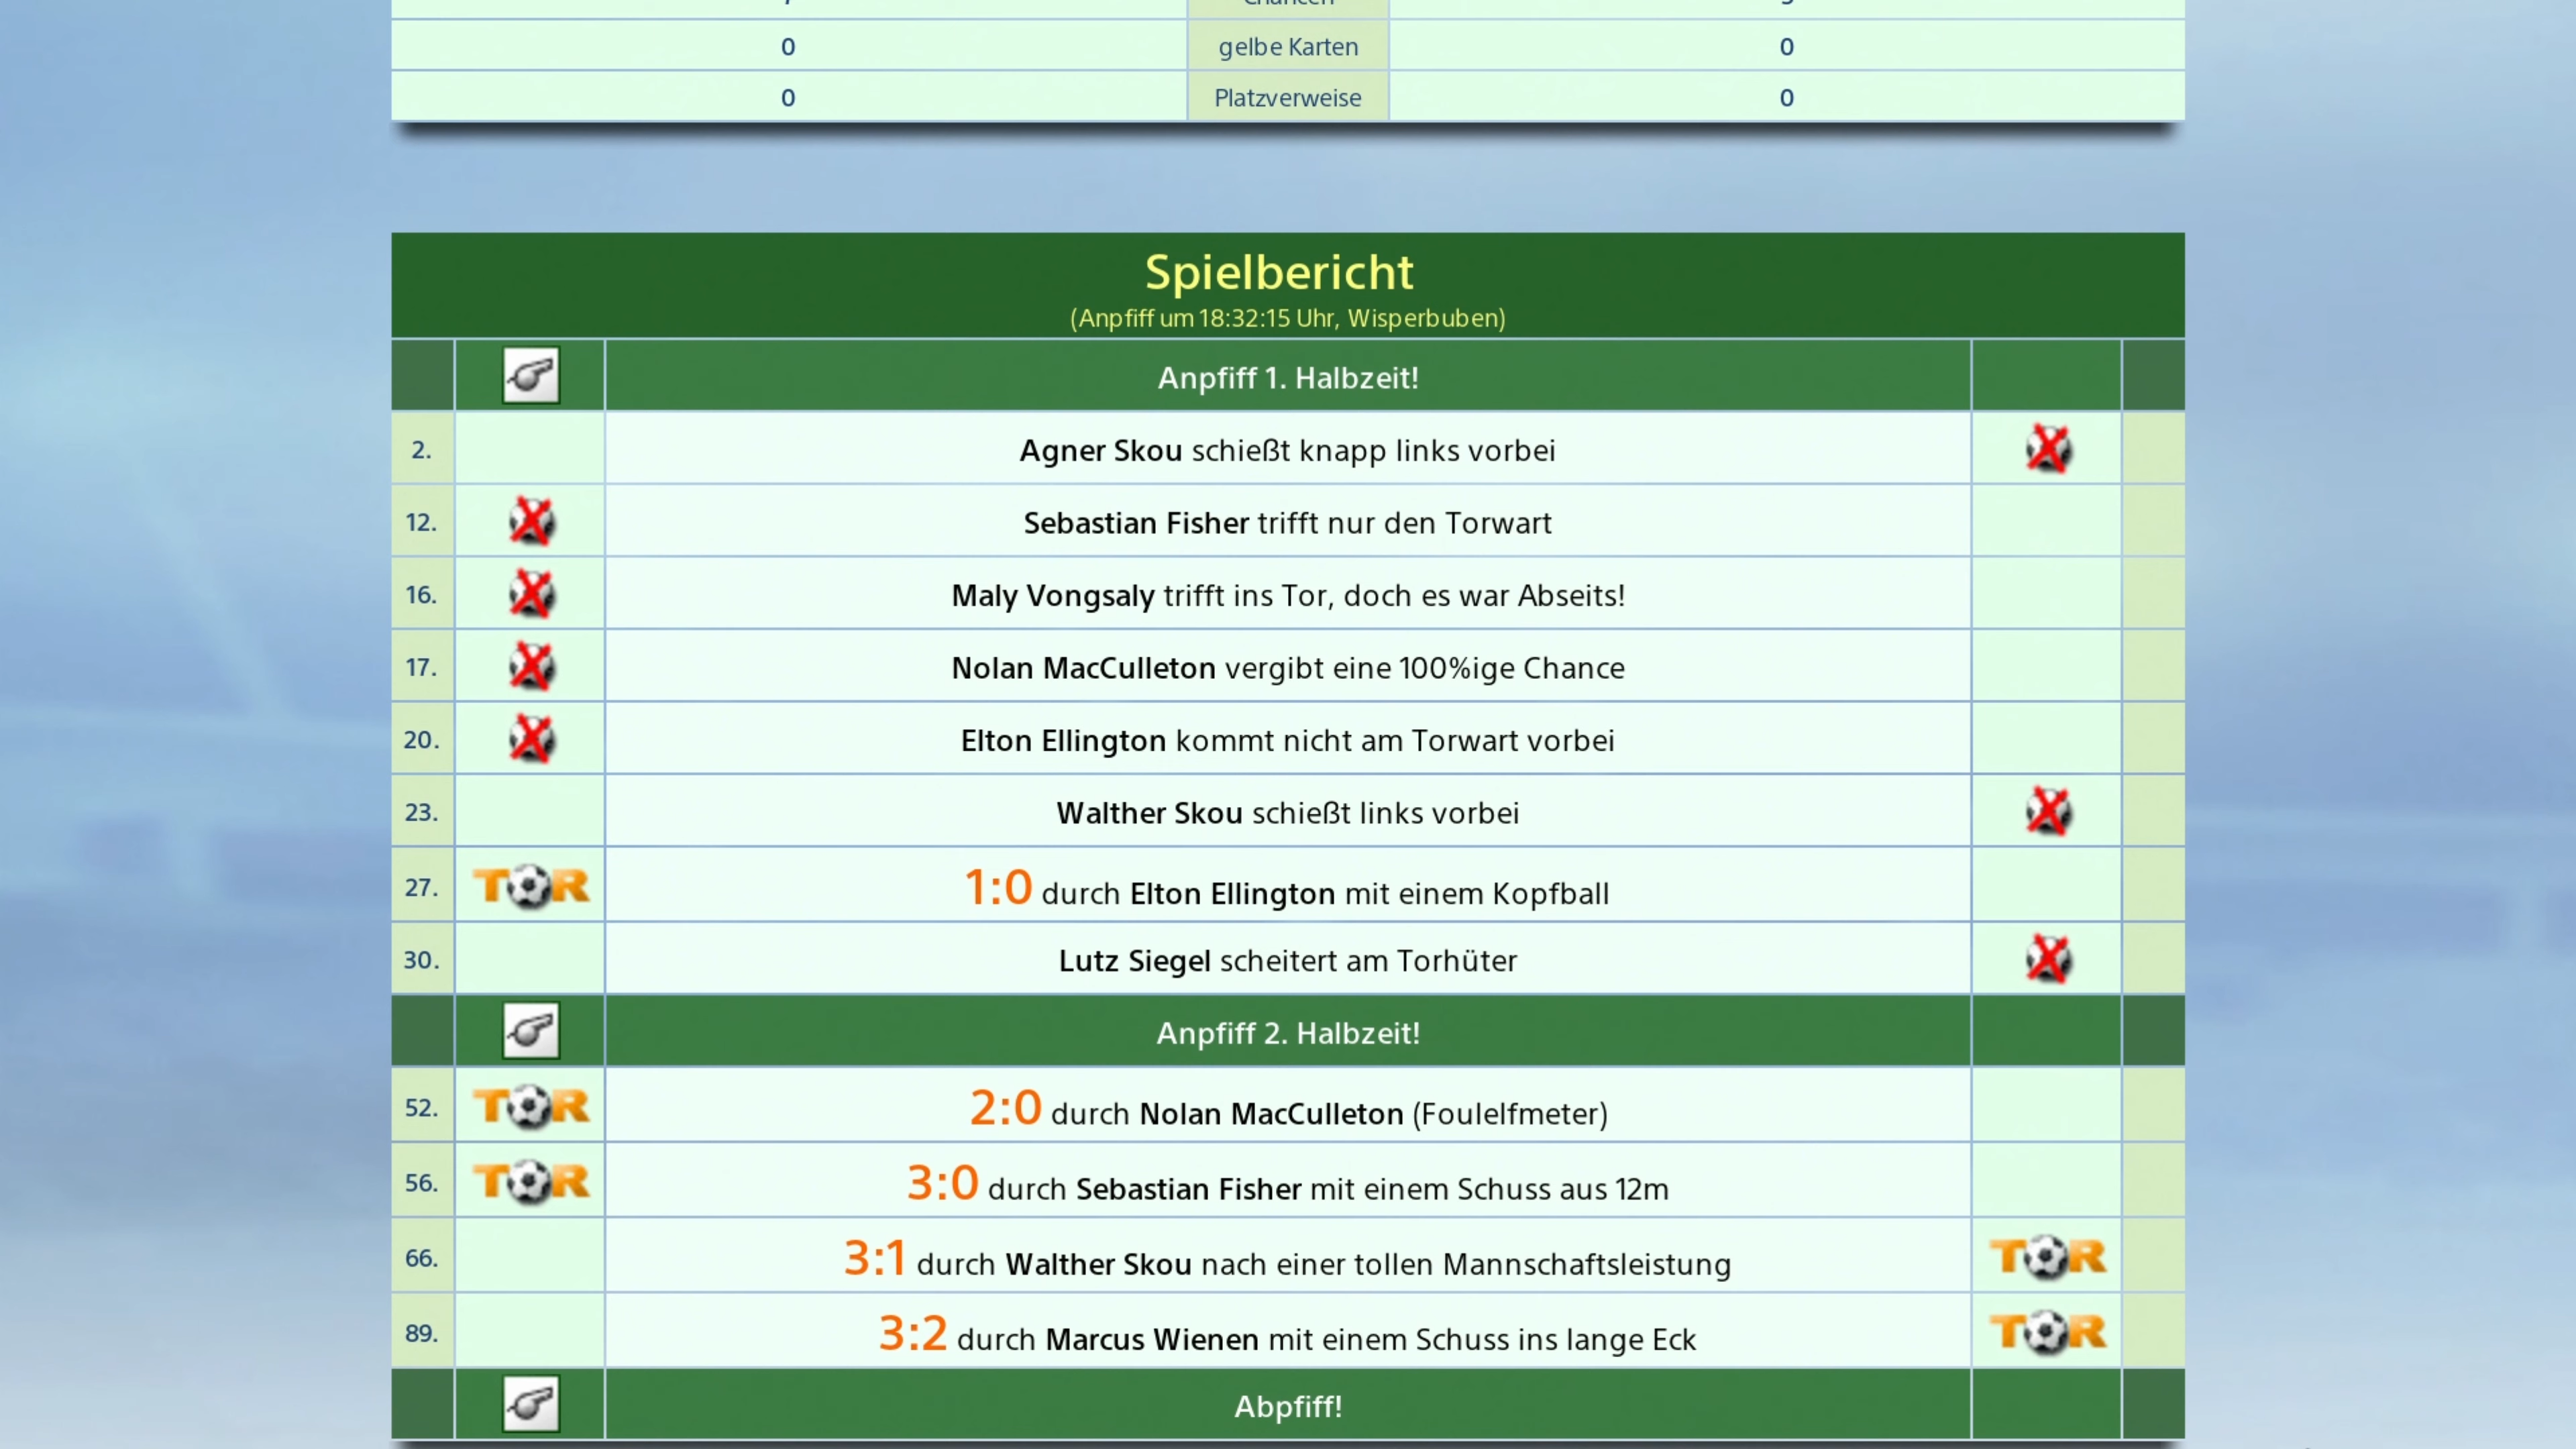 0 gelbe Karten 0
0 Platzverweise 0
Spielbericht
(Anpfiff um 18:32:15 Uhr, Wisperbuben)
Anpfiff 1. Halbzeit!
2. Agner Skou schießt knapp links vorbei
12. Sebastian Fisher trifft nur den Torwart
16. Maly Vongsaly trifft ins Tor, doch es war Abseits!
17. Nolan MacCulleton vergibt eine 100%ige Chance
20. Elton Ellington kommt nicht am Torwart vorbei
23. Walther Skou schießt links vorbei
27. TOR 1:0 durch Elton Ellington mit einem Kopfball
30. Lutz Siegel scheitert am Torhüter
Anpfiff 2. Halbzeit!
52. TOR 2:0 durch Nolan MacCulleton (Foulelfmeter)
56. TOR 3:0 durch Sebastian Fisher mit einem Schuss aus 12m
66. 3:1 durch Walther Skou nach einer tollen Mannschaftsleistung TOR
89. 3:2 durch Marcus Wienen mit einem Schuss ins lange Eck TOR
Abpfiff!